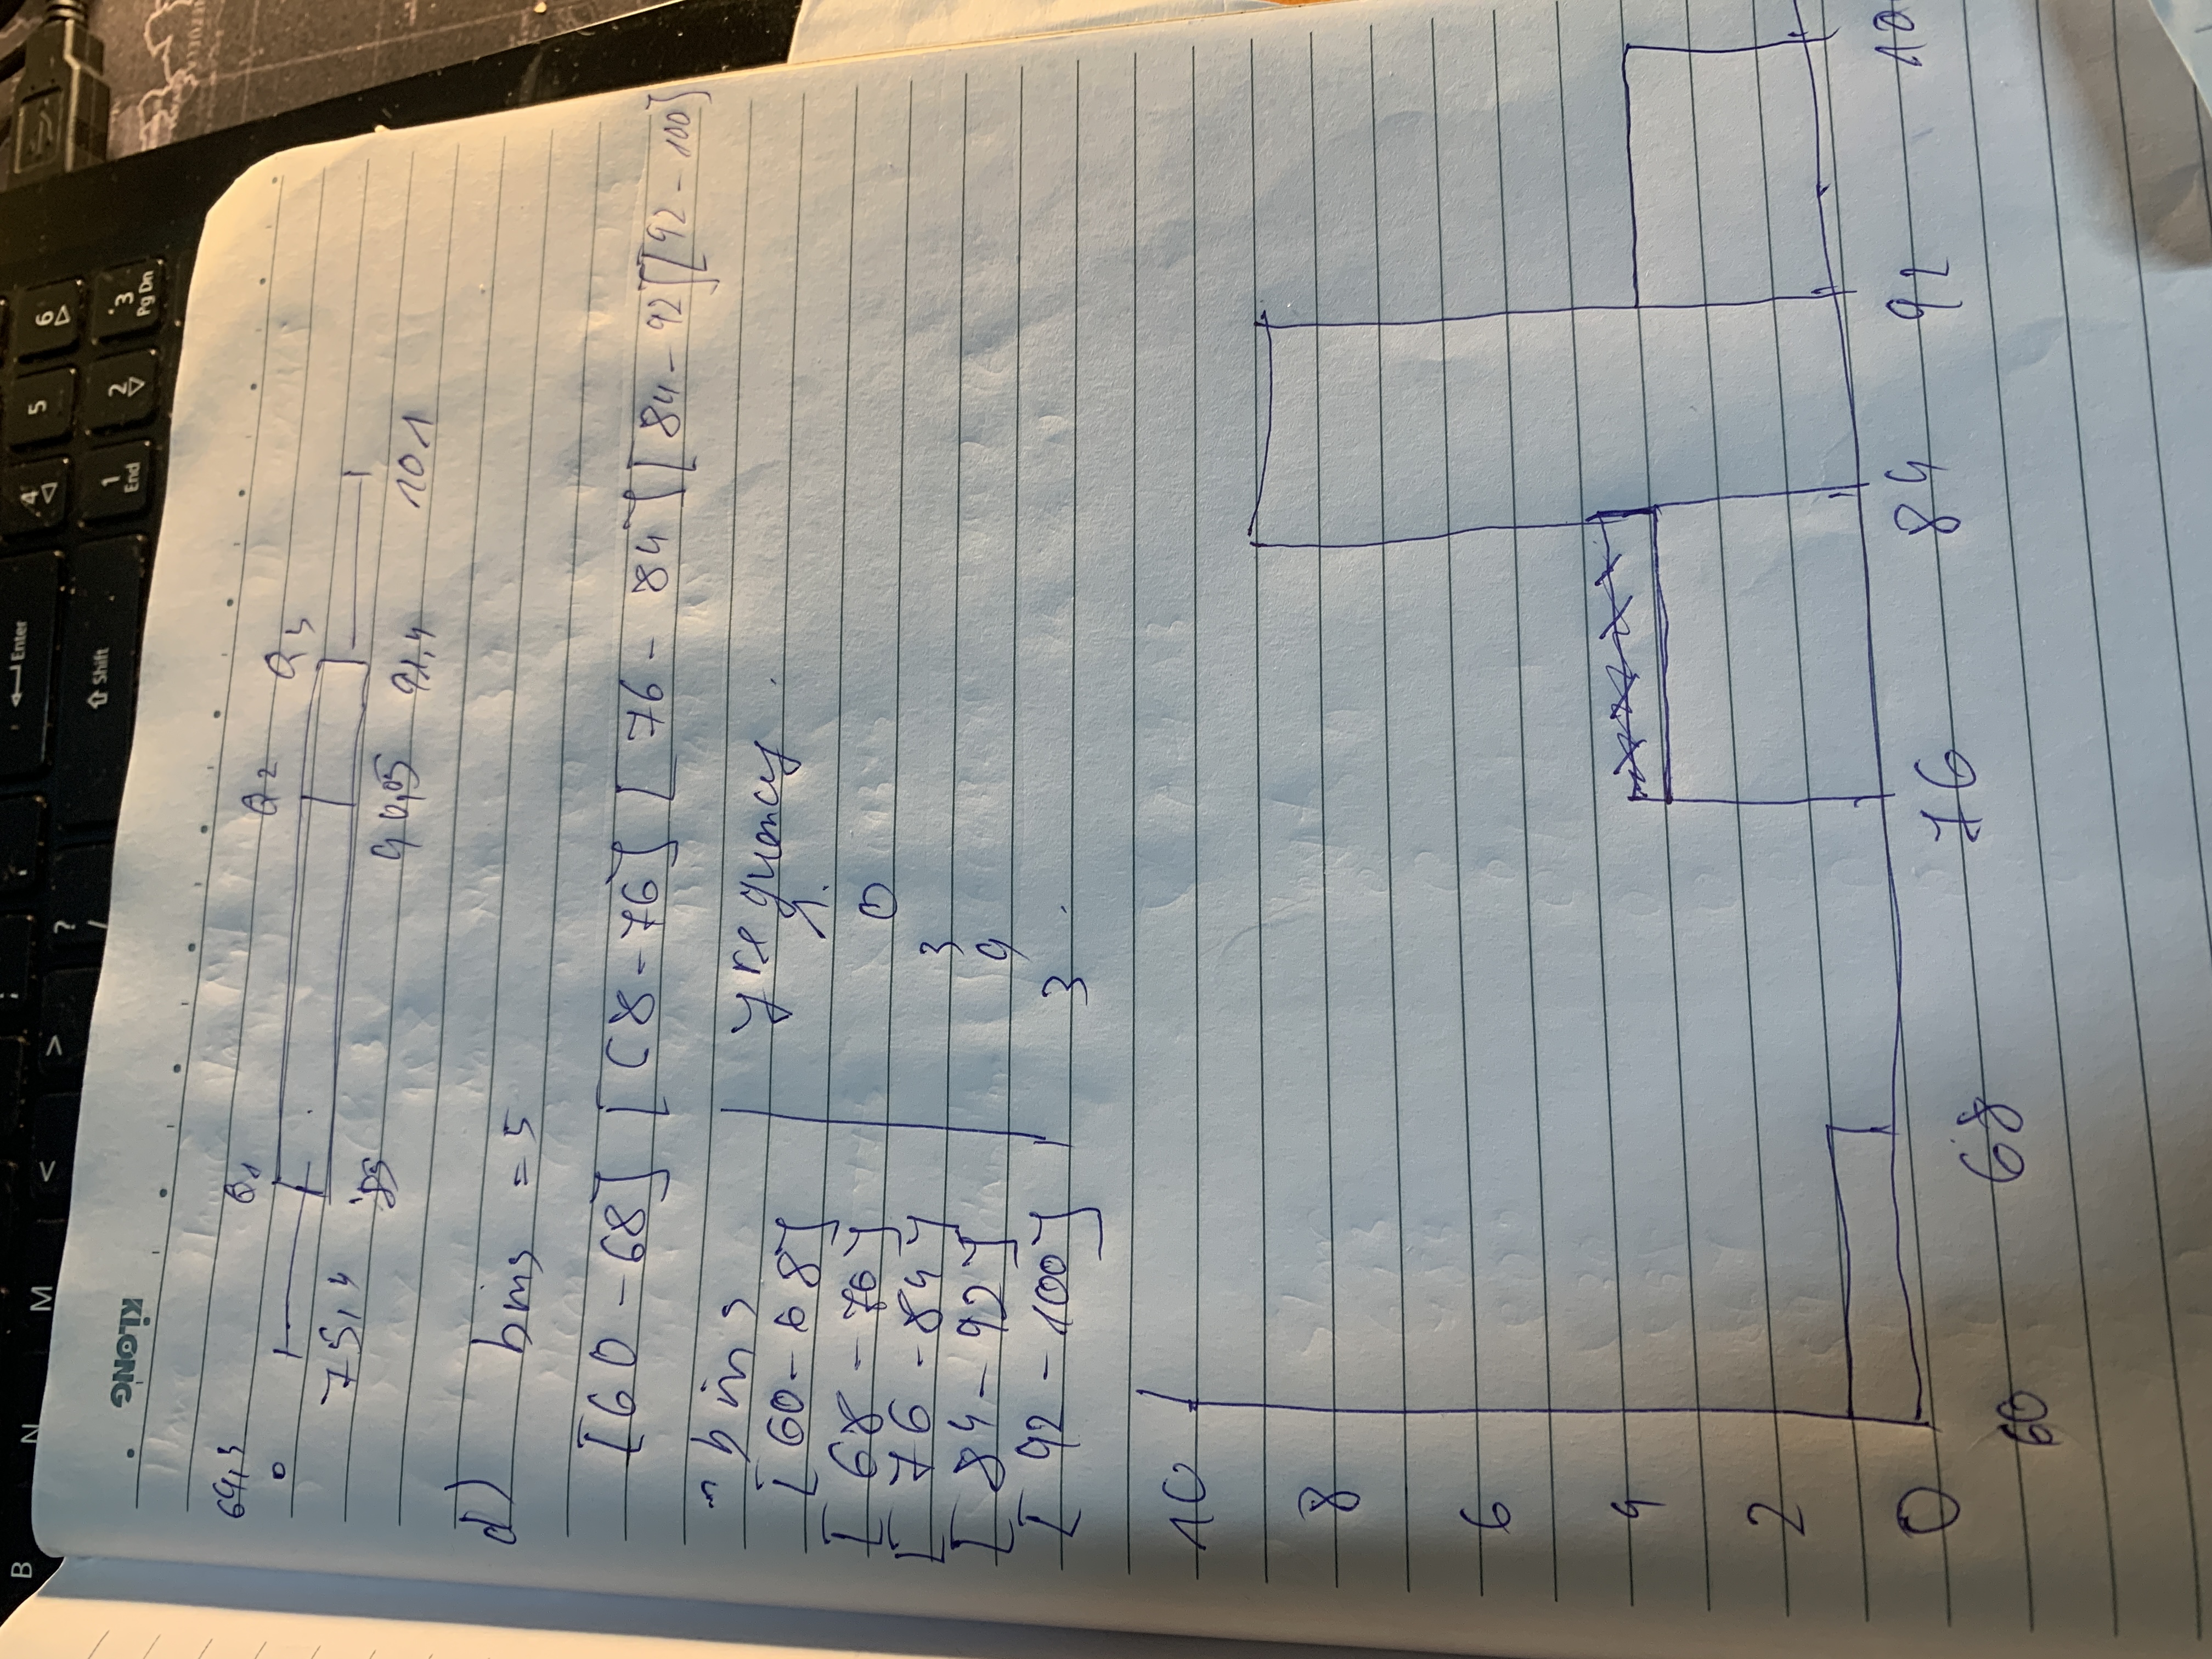 B N M < > ? / Enter 4 5 6
Shift 1 End 2 3 Pg Dn
KLONG
64,3 Q1 Q2 Q3
75,4 85 90,05 91,4 101
d) bins = 5
[60-68] [68-76] [76-84] [84-92] [92-100]
bins yrequency
[60-68] 1.
[68-76] 0
[76-84] 3
[84-92] 9
[92-100] 3
10
8
6
4
2
0
60 68 76 84 92 10